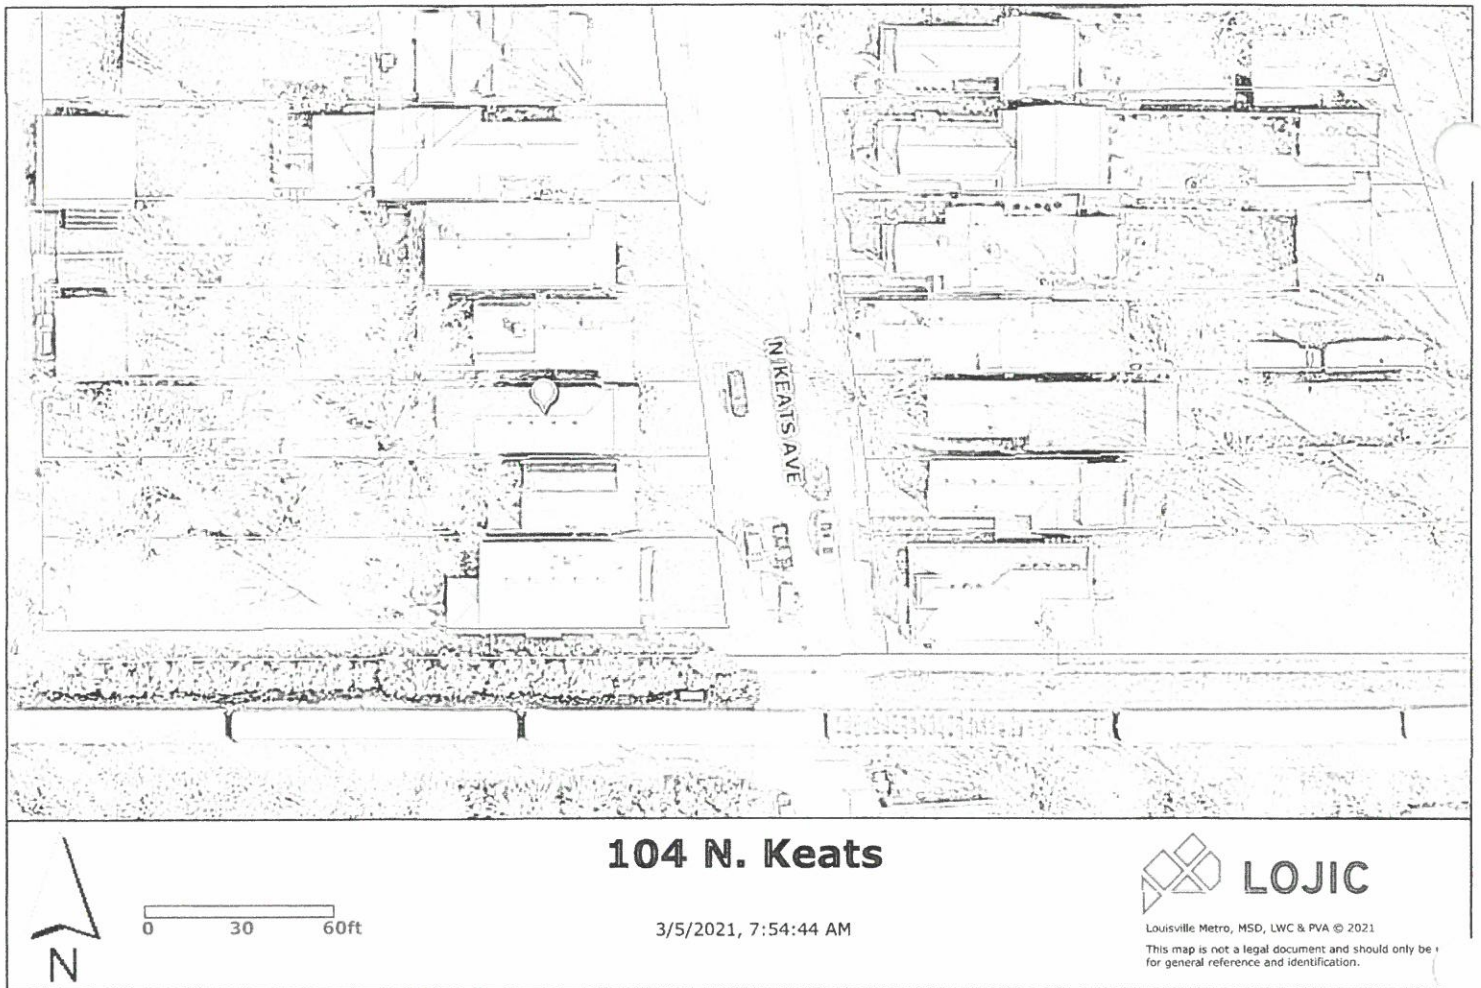 N KEATS AVE
104 N. Keats
LOJIC
0 30 60ft
3/5/2021, 7:54:44 AM
Louisville Metro, MSD, LWC & PVA © 2021
This map is not a legal document and should only be
for general reference and identification.
N